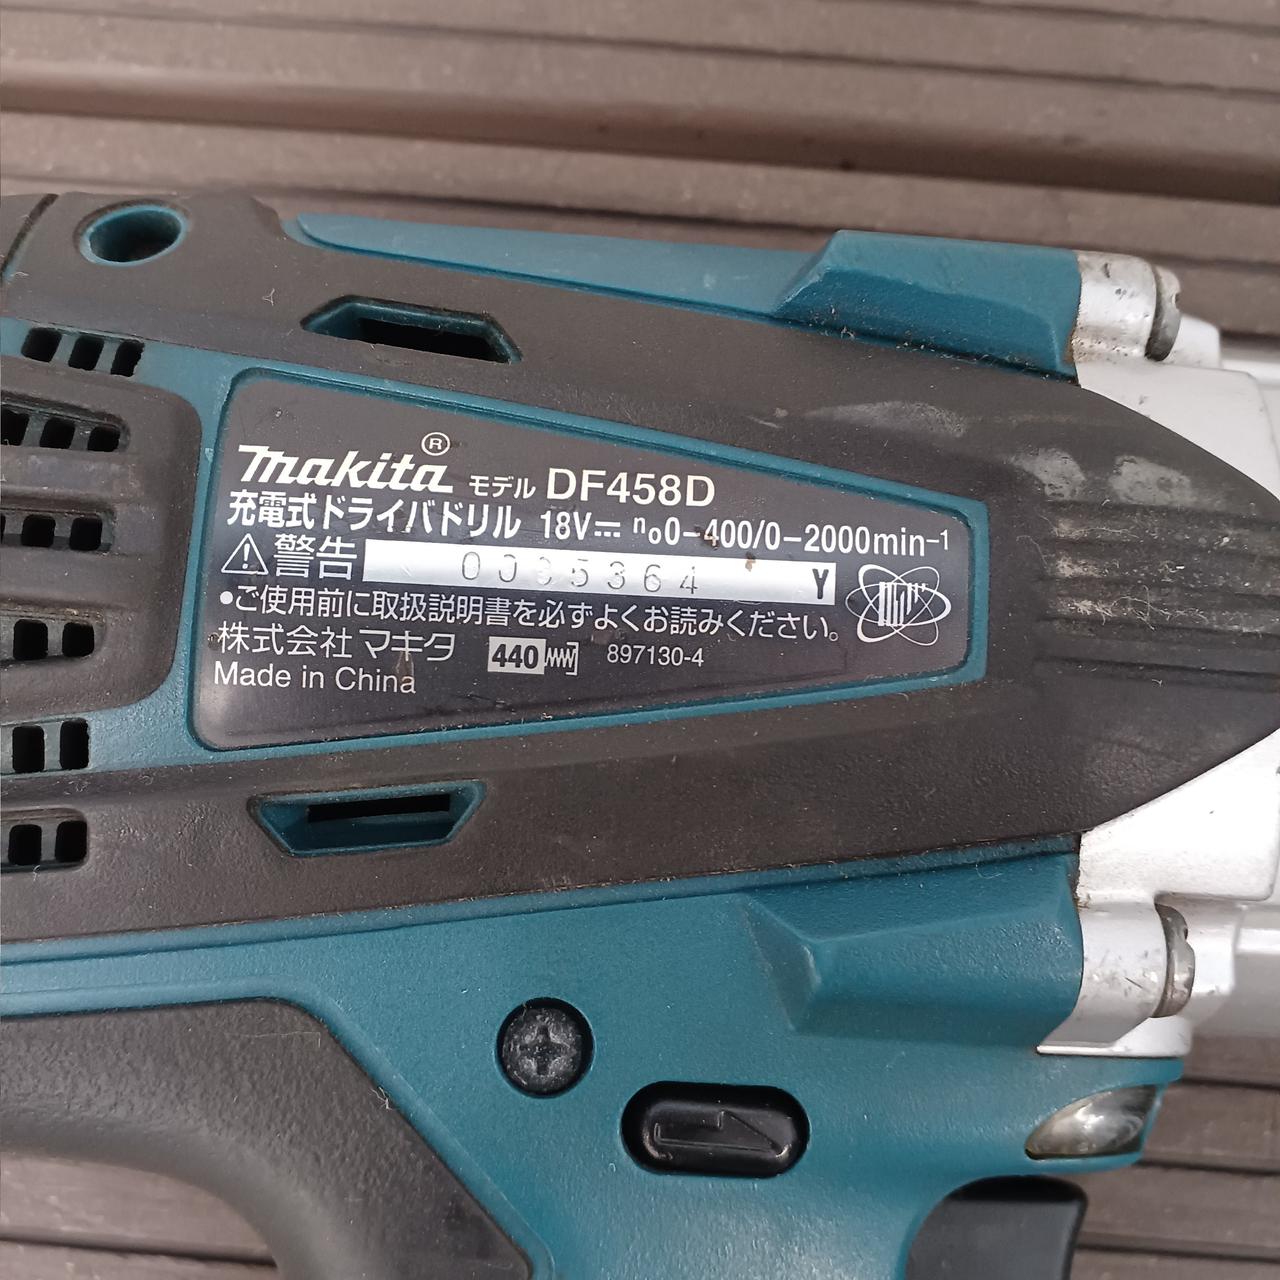 makita® モデル DF458D
充電式ドライバドリル 18V⎓ n₀0-400/0-2000min⁻¹
⚠警告 Y
●ご使用前に取扱説明書を必ずよくお読みください。
株式会社 マキタ 440 897130-4
Made in China